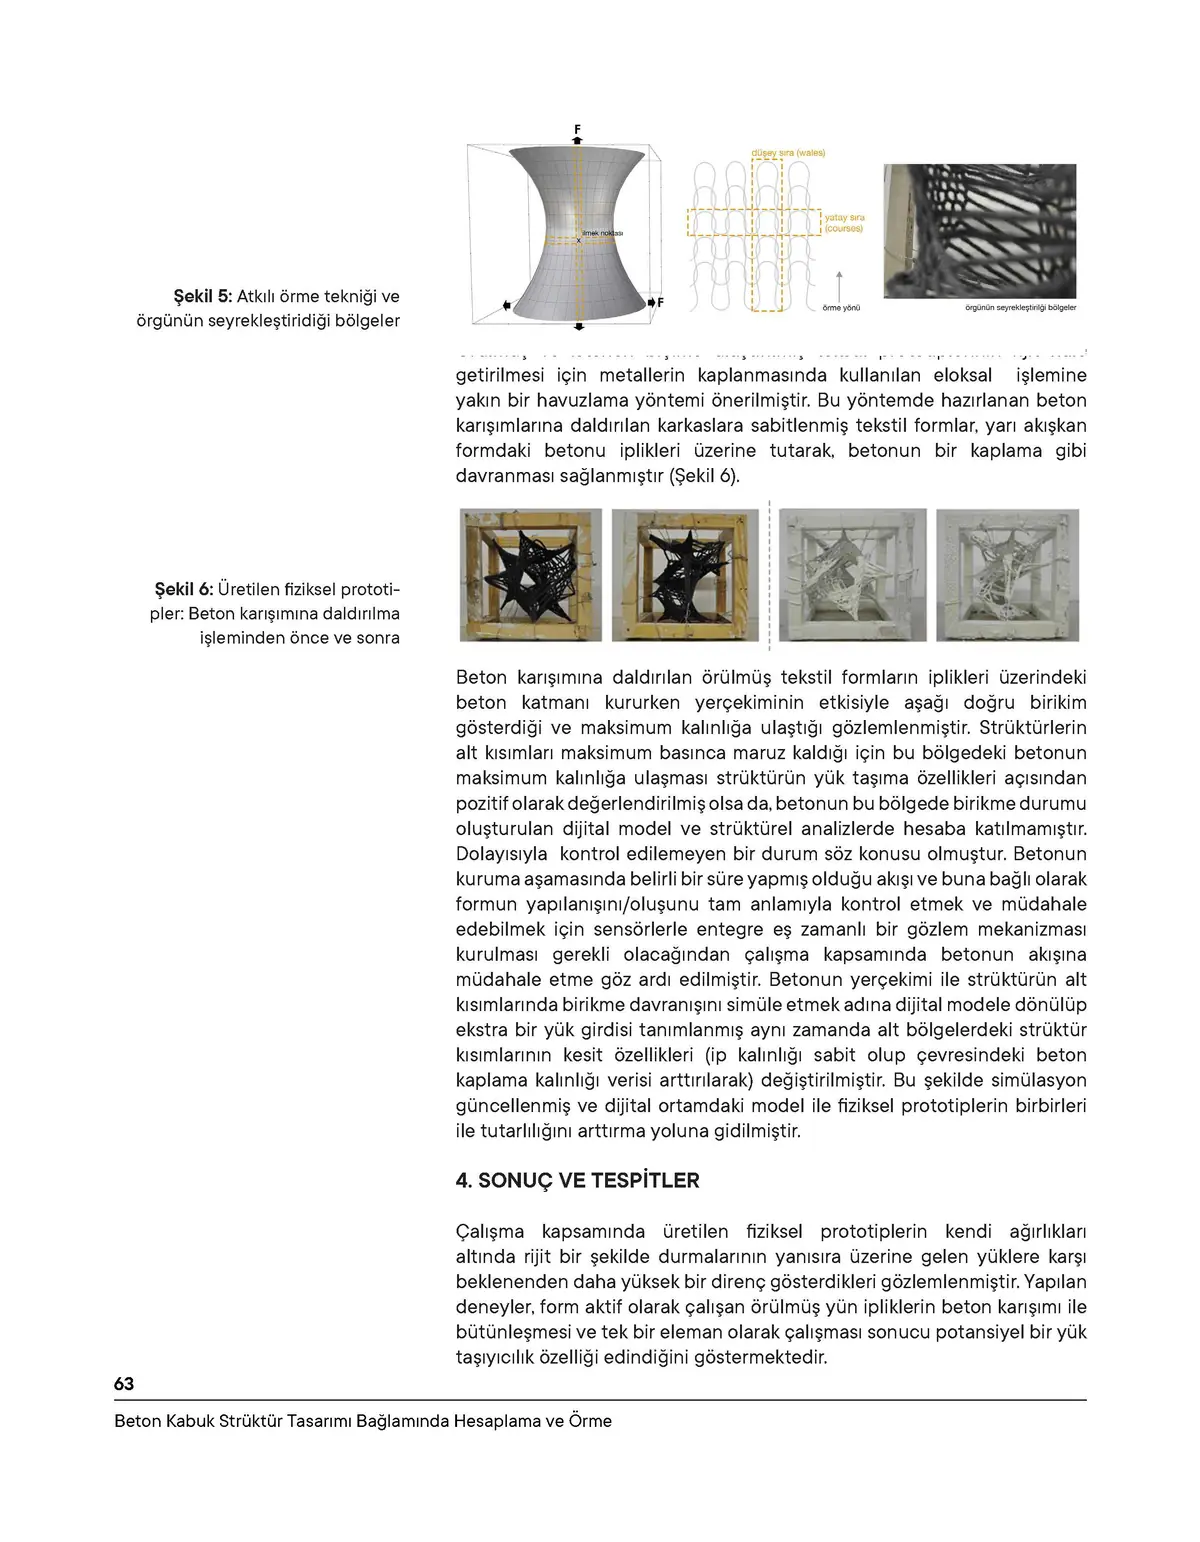 F
düşey sıra (wales)
ilmek noktası
x
yatay sıra
(courses)
F
örme yönü
örgünün seyrekleştirilğı bölgeler
Şekil 5: Atkılı örme tekniği ve
örgünün seyrekleştiridiği bölgeler
getirilmesi için metallerin kaplanmasında kullanılan eloksal işlemine
yakın bir havuzlama yöntemi önerilmiştir. Bu yöntemde hazırlanan beton
karışımlarına daldırılan karkaslara sabitlenmiş tekstil formlar, yarı akışkan
formdaki betonu iplikleri üzerine tutarak, betonun bir kaplama gibi
davranması sağlanmıştır (Şekil 6).
Şekil 6: Üretilen fiziksel prototi-
pler: Beton karışımına daldırılma
işleminden önce ve sonra
Beton karışımına daldırılan örülmüş tekstil formların iplikleri üzerindeki
beton katmanı kururken yerçekiminin etkisiyle aşağı doğru birikim
gösterdiği ve maksimum kalınlığa ulaştığı gözlemlenmiştir. Strüktürlerin
alt kısımları maksimum basınca maruz kaldığı için bu bölgedeki betonun
maksimum kalınlığa ulaşması strüktürün yük taşıma özellikleri açısından
pozitif olarak değerlendirilmiş olsa da, betonun bu bölgede birikme durumu
oluşturulan dijital model ve strüktürel analizlerde hesaba katılmamıştır.
Dolayısıyla kontrol edilemeyen bir durum söz konusu olmuştur. Betonun
kuruma aşamasında belirli bir süre yapmış olduğu akışı ve buna bağlı olarak
formun yapılanışını/oluşunu tam anlamıyla kontrol etmek ve müdahale
edebilmek için sensörlerle entegre eş zamanlı bir gözlem mekanizması
kurulması gerekli olacağından çalışma kapsamında betonun akışına
müdahale etme göz ardı edilmiştir. Betonun yerçekimi ile strüktürün alt
kısımlarında birikme davranışını simüle etmek adına dijital modele dönülüp
ekstra bir yük girdisi tanımlanmış aynı zamanda alt bölgelerdeki strüktür
kısımlarının kesit özellikleri (ip kalınlığı sabit olup çevresindeki beton
kaplama kalınlığı verisi arttırılarak) değiştirilmiştir. Bu şekilde simülasyon
güncellenmiş ve dijital ortamdaki model ile fiziksel prototiplerin birbirleri
ile tutarlılığını arttırma yoluna gidilmiştir.
4. SONUÇ VE TESPİTLER
Çalışma kapsamında üretilen fiziksel prototiplerin kendi ağırlıkları
altında rijit bir şekilde durmalarının yanısıra üzerine gelen yüklere karşı
beklenenden daha yüksek bir direnç gösterdikleri gözlemlenmiştir. Yapılan
deneyler, form aktif olarak çalışan örülmüş yün ipliklerin beton karışımı ile
bütünleşmesi ve tek bir eleman olarak çalışması sonucu potansiyel bir yük
taşıyıcılık özelliği edindiğini göstermektedir.
63
Beton Kabuk Strüktür Tasarımı Bağlamında Hesaplama ve Örme